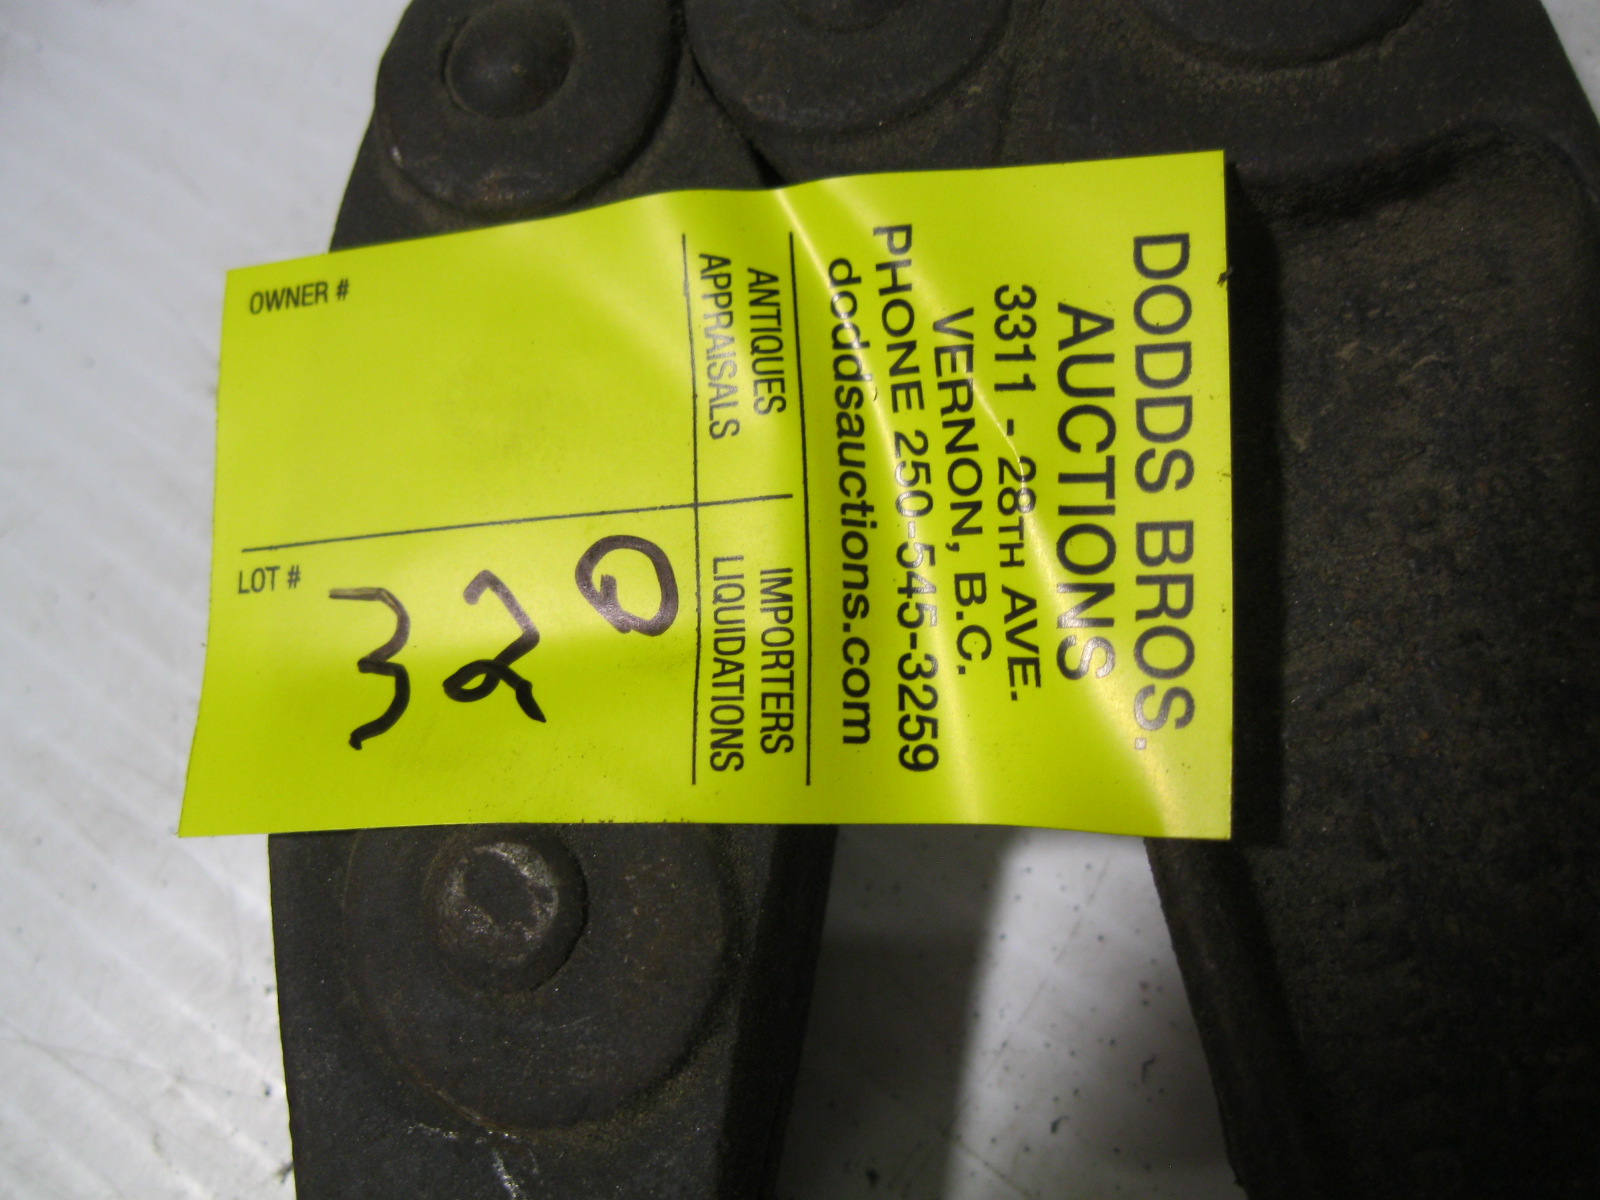 DODDS BROS.
AUCTIONS
3311 - 28TH AVE.
VERNON, B.C.
PHONE 250-545-3259
doddsauctions.com
ANTIQUES IMPORTERS
APPRAISALS LIQUIDATIONS
OWNER #
LOT # 320